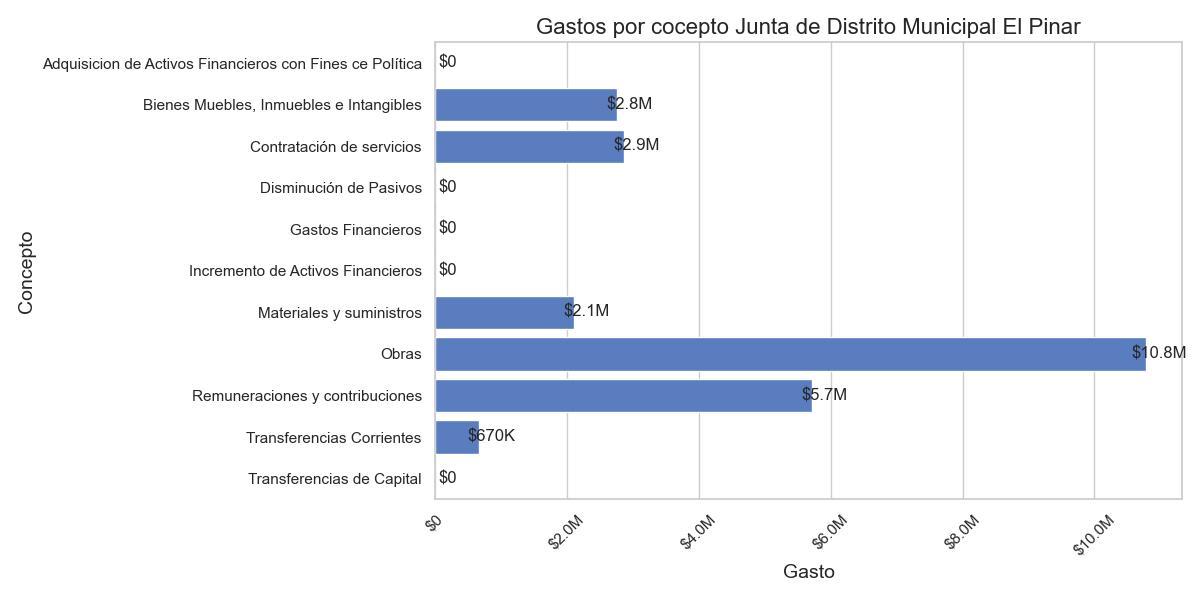 Gastos por cocepto Junta de Distrito Municipal El Pinar
Concepto
Adquisicion de Activos Financieros con Fines ce Política $0
Bienes Muebles, Inmuebles e Intangibles $2.8M
Contratación de servicios $2.9M
Disminución de Pasivos $0
Gastos Financieros $0
Incremento de Activos Financieros $0
Materiales y suministros $2.1M
Obras $10.8M
Remuneraciones y contribuciones $5.7M
Transferencias Corrientes $670K
Transferencias de Capital $0
$0 $2.0M $4.0M $6.0M $8.0M $10.0M
Gasto